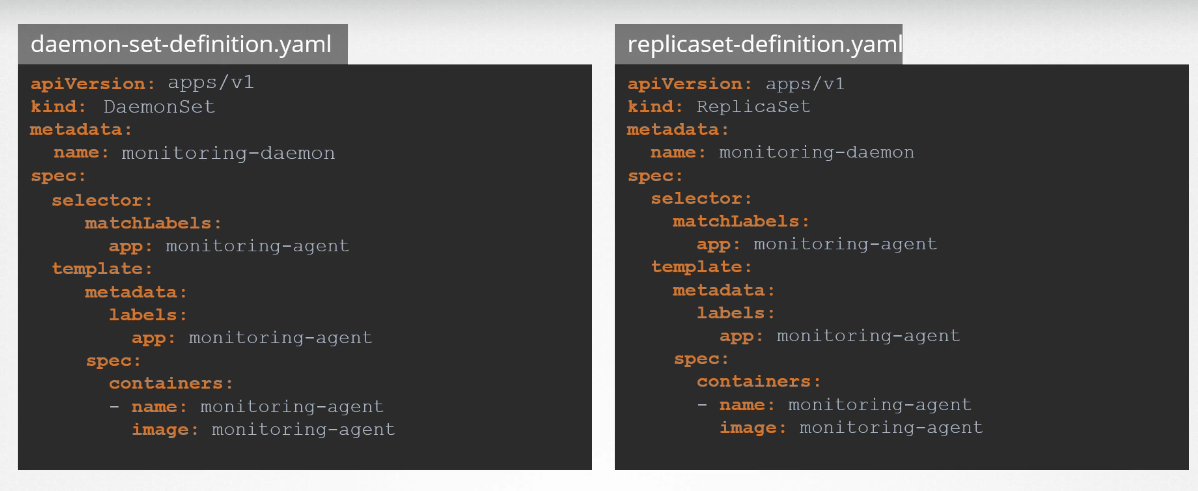 daemon-set-definition.yaml
apiVersion: apps/v1
kind: DaemonSet
metadata:
name: monitoring-daemon
spec:
selector:
matchLabels:
app: monitoring-agent
template:
metadata:
labels:
app: monitoring-agent
spec:
containers:
- name: monitoring-agent
image: monitoring-agent
replicaset-definition.yaml
apiVersion: apps/v1
kind: ReplicaSet
metadata:
name: monitoring-daemon
spec:
selector:
matchLabels:
app: monitoring-agent
template:
metadata:
labels:
app: monitoring-agent
spec:
containers:
- name: monitoring-agent
image: monitoring-agent